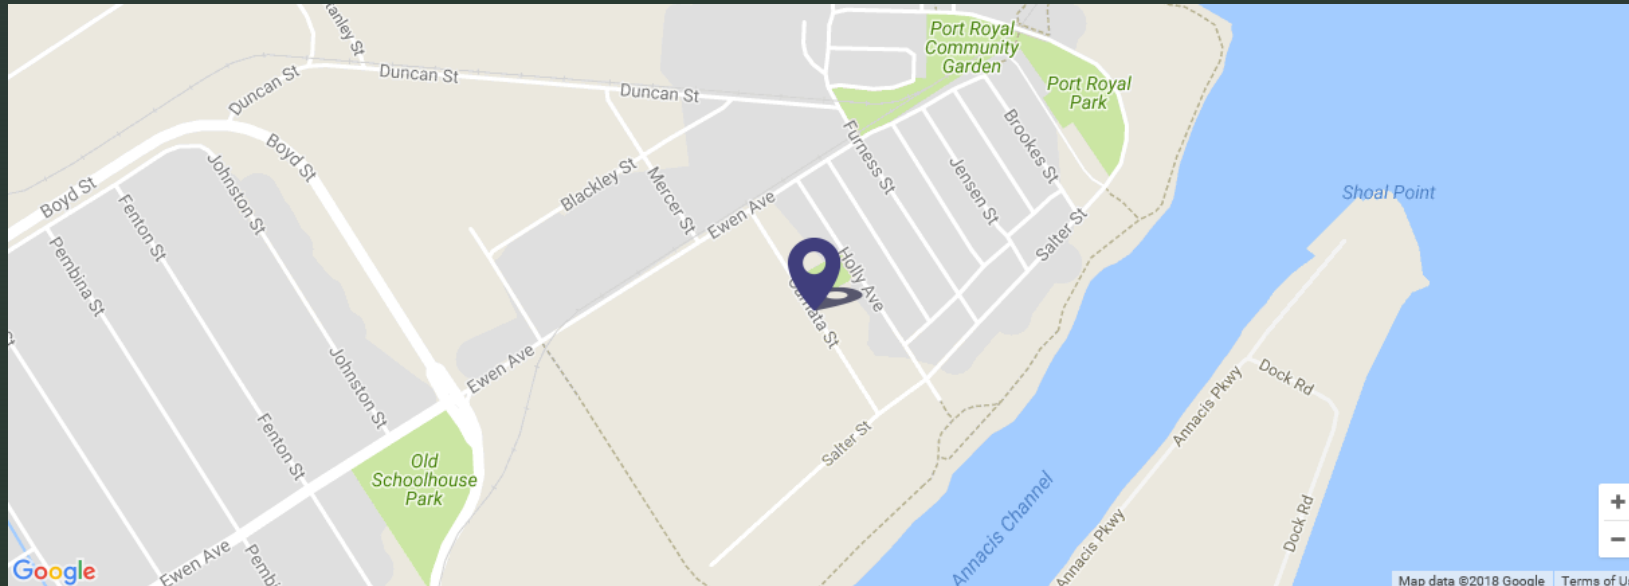 Duncan St
Duncan St
Duncan St
Boyd St
Boyd St
Johnston St
Johnston St
Fenton St
Fenton St
Pembina St
Blackley St
Mercer St
Ewen Ave
Ewen Ave
Ewen Ave
Furness St
Jensen St
Brookes St
Holly Ave
Salter St
Salter St
Port Royal
Community
Garden
Port Royal
Park
Old
Schoolhouse
Park
Shoal Point
Annacis Channel
Annacis Pkwy
Annacis Pkwy
Dock Rd
Dock Rd
+
−
Google
Map data ©2018 Google
Terms of